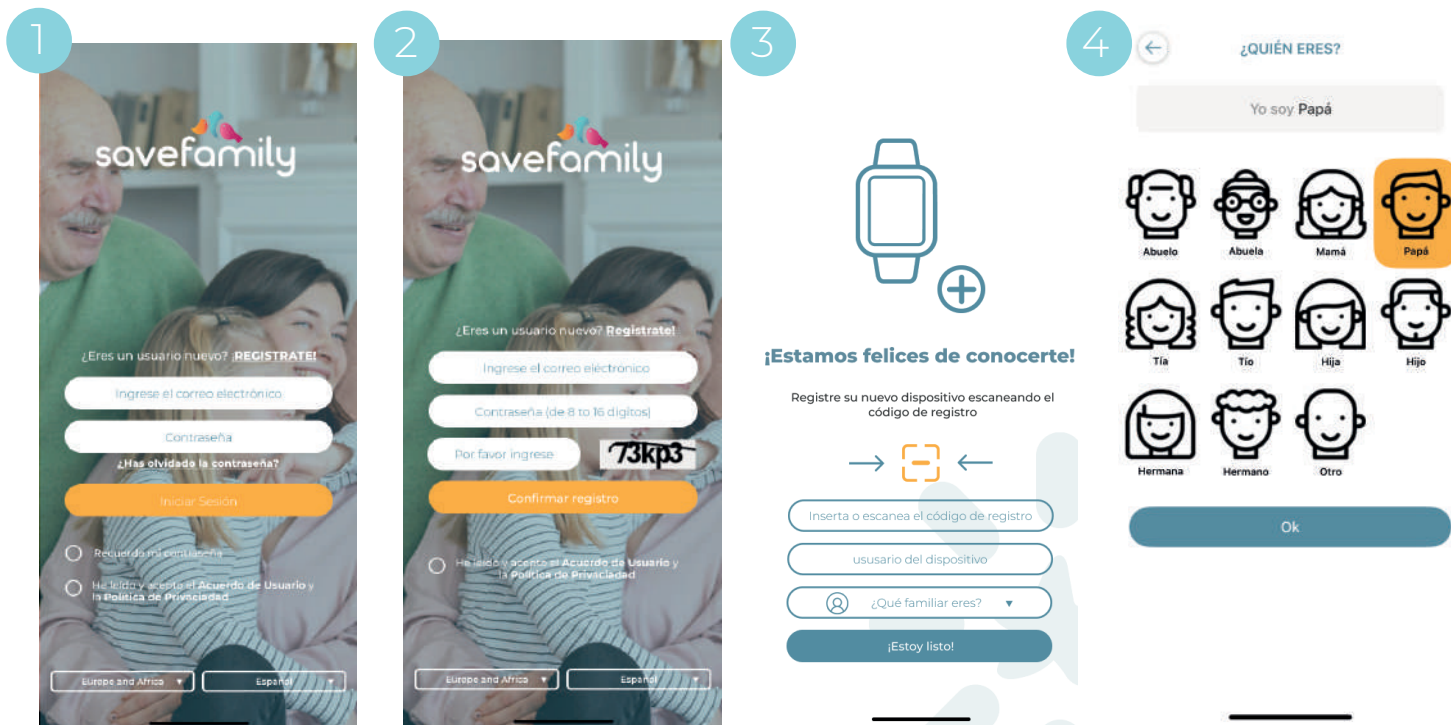 1
savefamily
¿Eres un usuario nuevo? ¡REGISTRATE!
Ingrese el correo electrónico
Contraseña
¿Has olvidado la contraseña?
Iniciar Sesión
Recuerdo mi contraseña
He leído y acepto el Acuerdo de Usuario y
la Política de Privaciadad
Europe and Africa ▼
Español ▼
2
savefamily
¿Eres un usuario nuevo? Registrate!
Ingrese el correo eléctrónico
Contraseña (de 8 to 16 digitos)
Por favor ingrese
73kp3
Confirmar registro
He leído y acepto el Acuerdo de Usuario y
la Política de Privaciadad
Europe and Africa ▼
Español ▼
3
¡Estamos felices de conocerte!
Registre su nuevo dispositivo escaneando el
código de registro
Inserta o escanea el código de registro
ususario del dispositivo
¿Qué familiar eres? ▼
¡Estoy listo!
4
¿QUIÉN ERES?
Yo soy Papá
Abuelo
Abuela
Mamá
Papá
Tía
Tío
Hija
Hijo
Hermana
Hermano
Otro
Ok